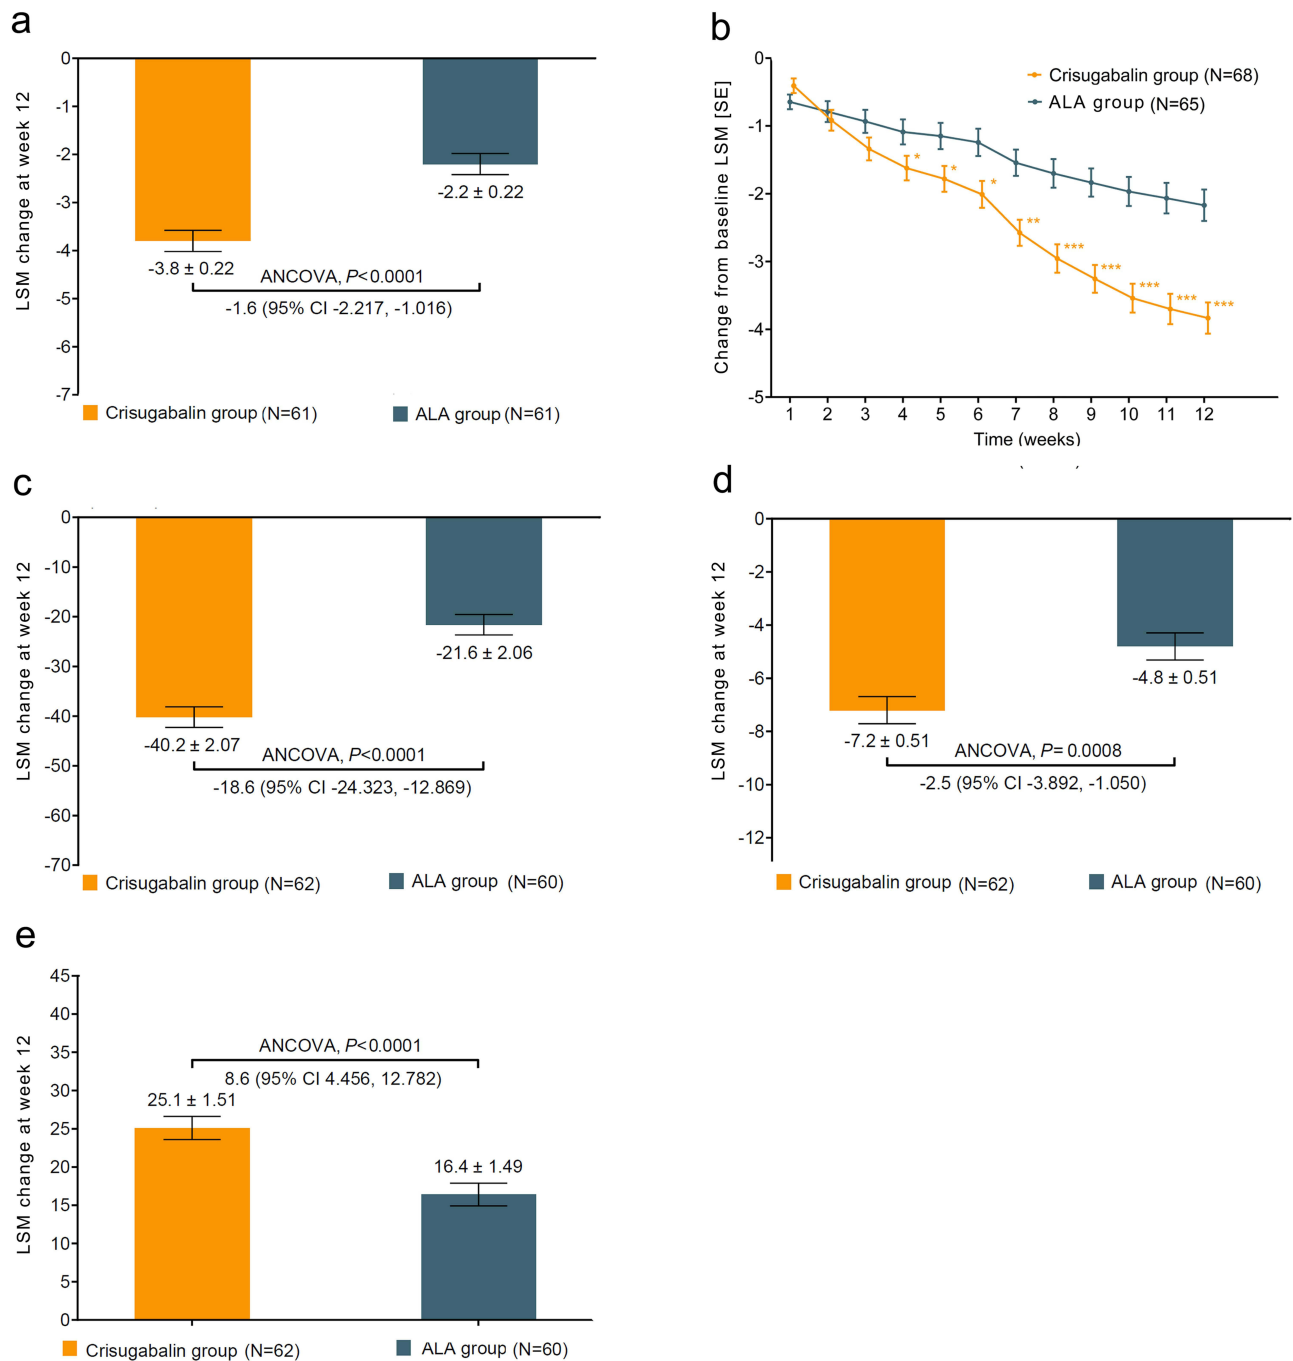 a
0
-1
-2
-3
-4
-5
-6
-7
LSM change at week 12
-3.8 ± 0.22
-2.2 ± 0.22
ANCOVA, P<0.0001
-1.6 (95% CI -2.217, -1.016)
Crisugabalin group (N=61)
ALA group (N=61)
b
0
-1
-2
-3
-4
-5
Change from baseline LSM [SE]
Crisugabalin group (N=68)
ALA group (N=65)
*
*
*
**
***
***
***
***
***
1 2 3 4 5 6 7 8 9 10 11 12
Time (weeks)
c
0
-10
-20
-30
-40
-50
-60
-70
LSM change at week 12
-40.2 ± 2.07
-21.6 ± 2.06
ANCOVA, P<0.0001
-18.6 (95% CI -24.323, -12.869)
Crisugabalin group (N=62)
ALA group (N=60)
d
0
-2
-4
-6
-8
-10
-12
LSM change at week 12
-7.2 ± 0.51
-4.8 ± 0.51
ANCOVA, P= 0.0008
-2.5 (95% CI -3.892, -1.050)
Crisugabalin group (N=62)
ALA group (N=60)
e
45
40
35
30
25
20
15
10
5
0
LSM change at week 12
ANCOVA, P<0.0001
8.6 (95% CI 4.456, 12.782)
25.1 ± 1.51
16.4 ± 1.49
Crisugabalin group (N=62)
ALA group (N=60)